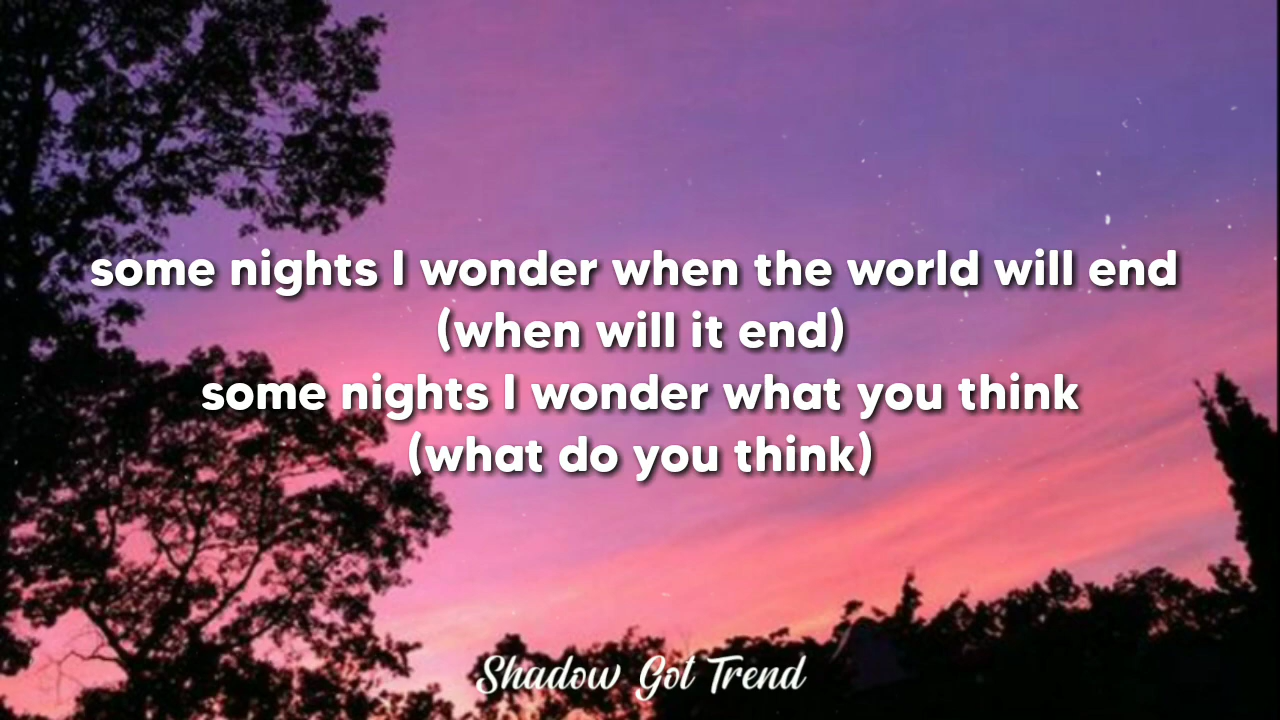 some nights I wonder when the world will end
(when will it end)
some nights I wonder what you think
(what do you think)
Shadow Got Trend